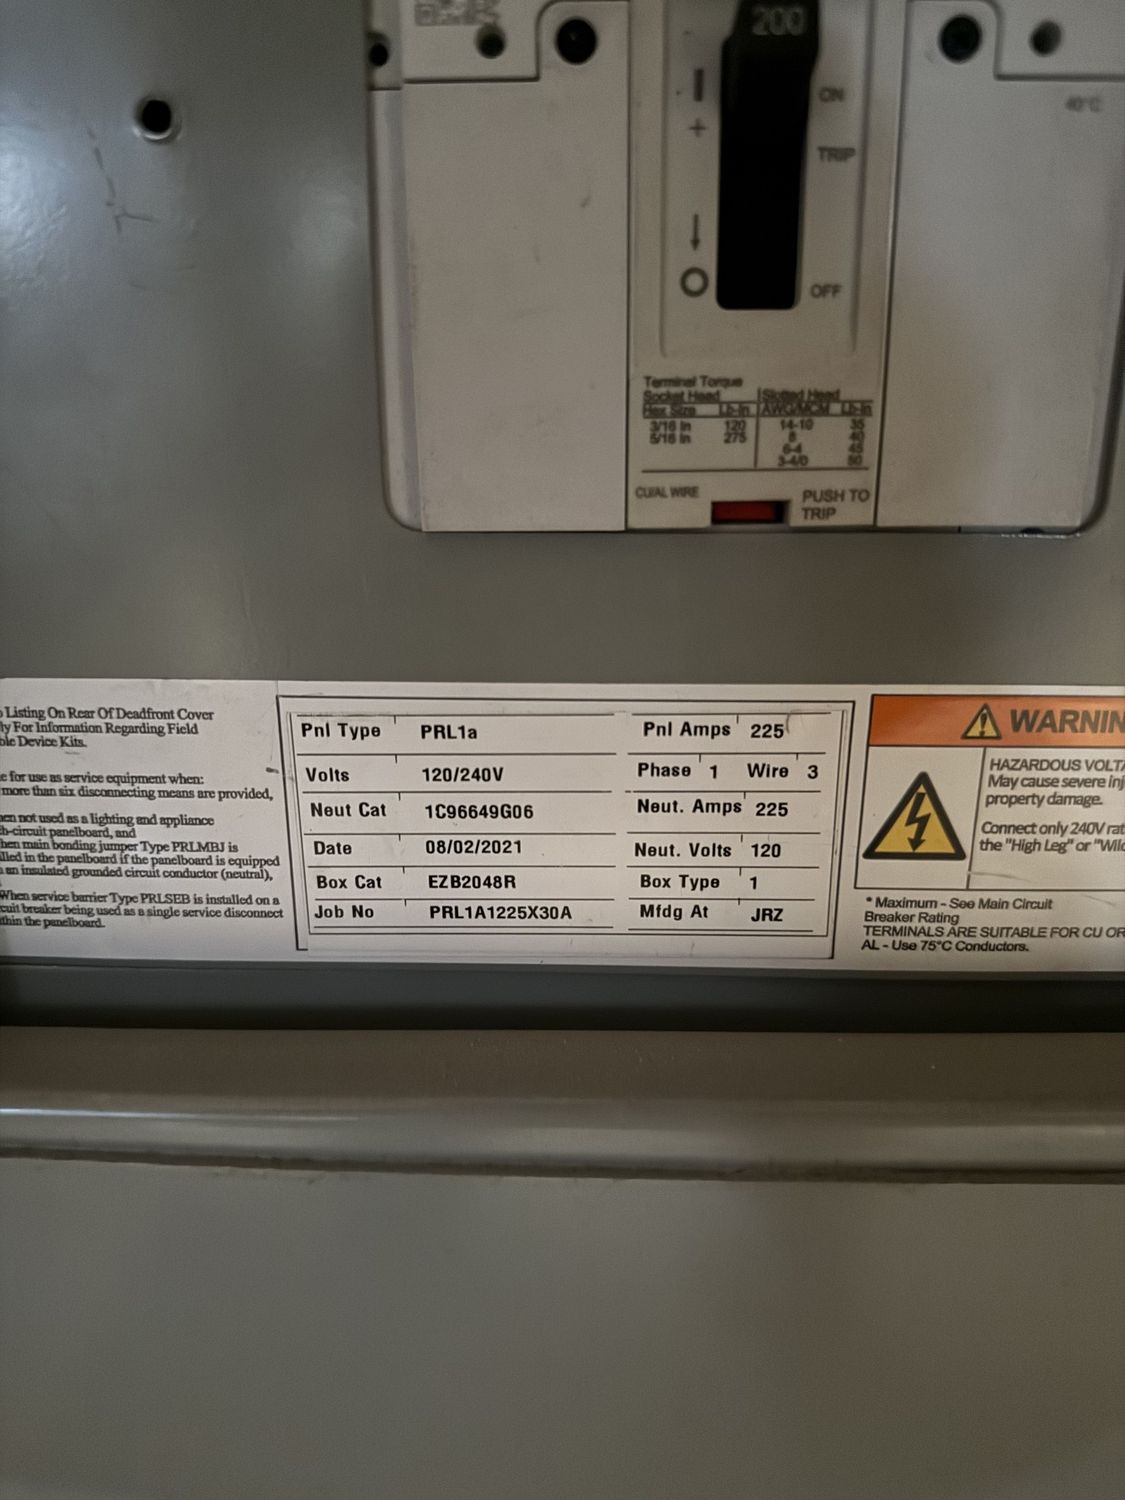 200
ON
40°C
+
TRIP
OFF
Terminal Torque
Socket Head Slotted Head
Hex Size Lb-In AWG/MCM Lb-In
3/16 In 120 14-10 35
5/16 In 275 8 40
6-4 45
3-4/0 50
CU/AL WIRE
PUSH TO
TRIP
Listing On Rear Of Deadfront Cover
ly For Information Regarding Field
ble Device Kits.
e for use as service equipment when:
more than six disconnecting means are provided,
en not used as a lighting and appliance
h-circuit panelboard, and
hen main bonding jumper Type PRLMBJ is
lled in the panelboard if the panelboard is equipped
an insulated grounded circuit conductor (neutral),
When service barrier Type PRLSEB is installed on a
cuit breaker being used as a single service disconnect
thin the panelboard.
Pnl Type PRL1a Pnl Amps 225
Volts 120/240V Phase 1 Wire 3
Neut Cat 1C96649G06 Neut. Amps 225
Date 08/02/2021 Neut. Volts 120
Box Cat EZB2048R Box Type 1
Job No PRL1A1225X30A Mfdg At JRZ
WARNIN
HAZARDOUS VOLTA
May cause severe inj
property damage.
Connect only 240V rat
the "High Leg" or "Wil
* Maximum - See Main Circuit
Breaker Rating
TERMINALS ARE SUITABLE FOR CU OR
AL - Use 75°C Conductors.